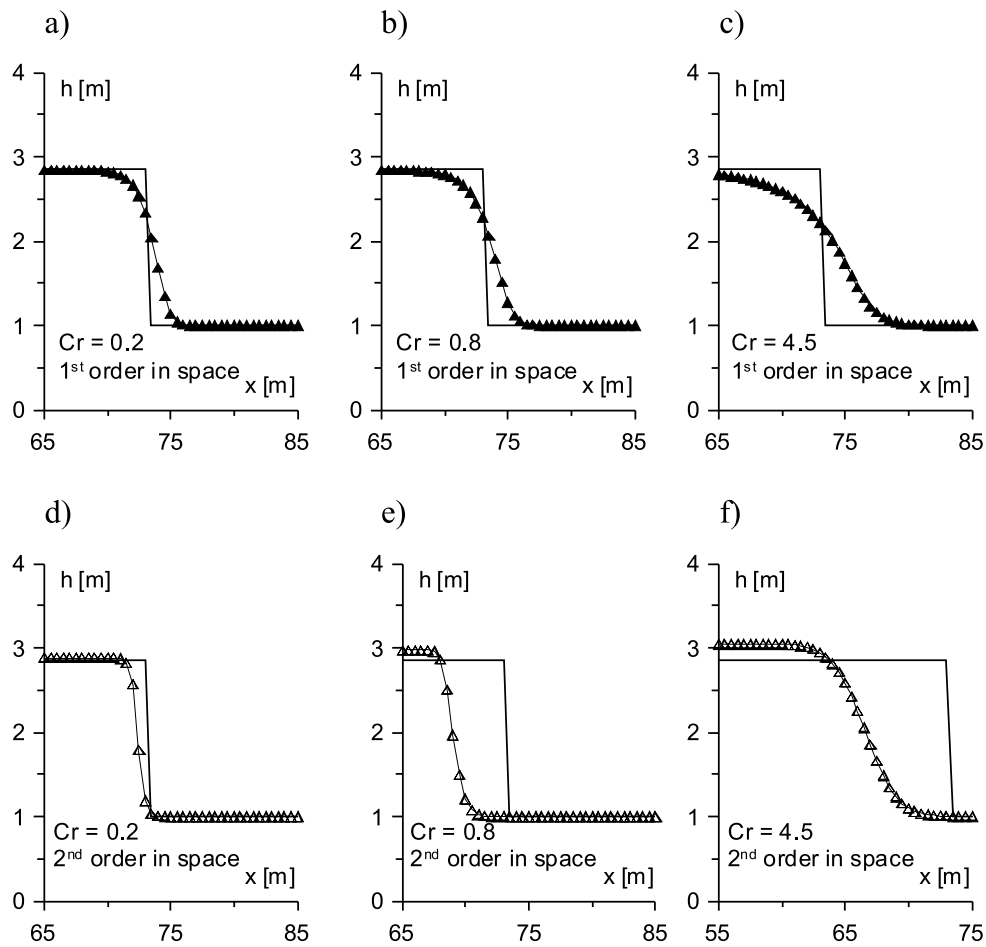 a) b) c)
4 h [m] 4 h [m] 4 h [m]
3 3 3
2 2 2
1 1 1
Cr = 0.2 Cr = 0.8 Cr = 4.5
1st order in space x [m] 1st order in space x [m] 1st order in space x [m]
0 0 0
65 75 85 65 75 85 65 75 85
d) e) f)
4 h [m] 4 h [m] 4 h [m]
3 3 3
2 2 2
1 1 1
Cr = 0.2 Cr = 0.8 Cr = 4.5
2nd order in space x [m] 2nd order in space x [m] 2nd order in space x [m]
0 0 0
65 75 85 65 75 85 55 65 75